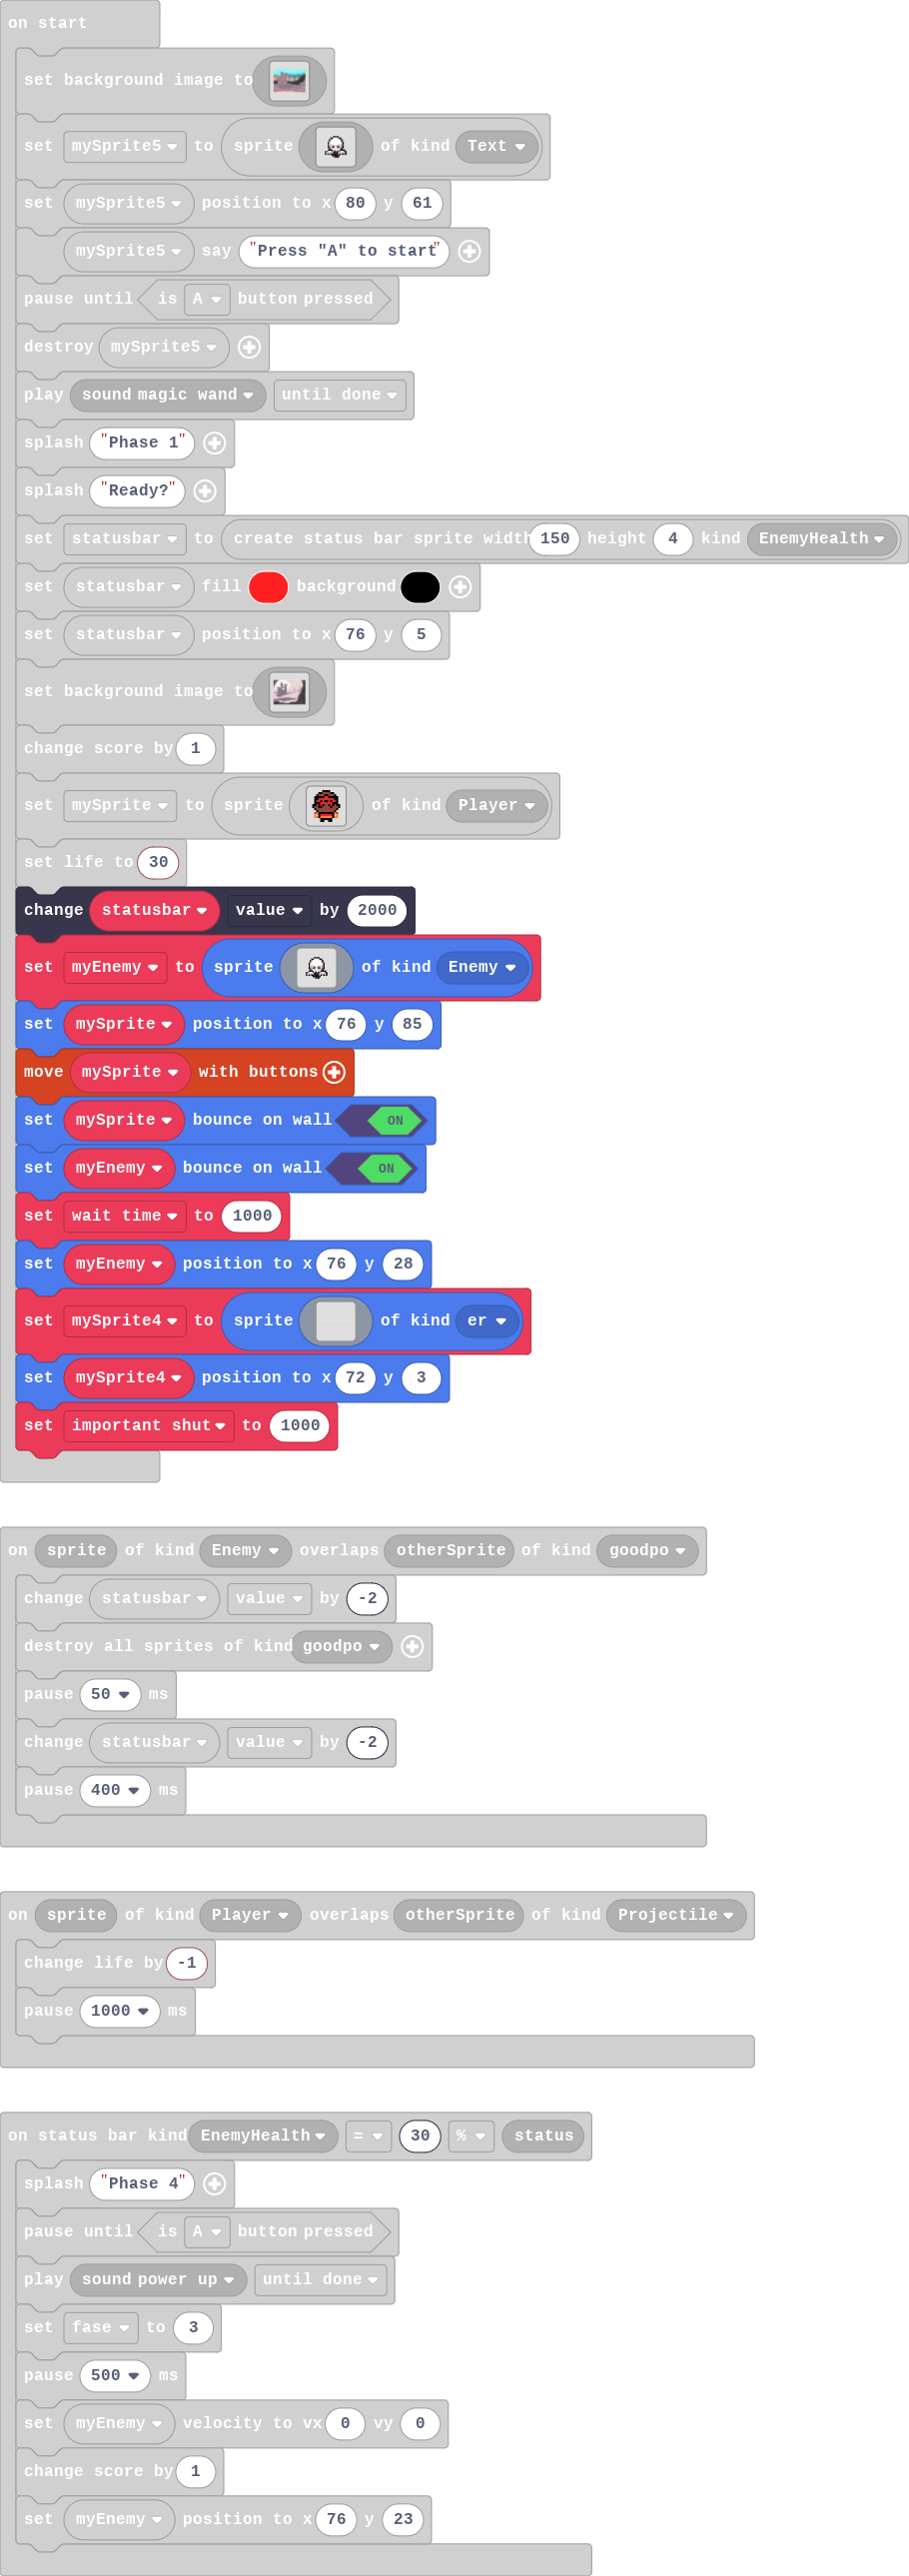 on start
set background image to
set mySprite5 to sprite of kind Text
set mySprite5 position to x 80 y 61
mySprite5 say "Press "A" to start"
pause until is A button pressed
destroy mySprite5
play sound magic wand until done
splash "Phase 1"
splash "Ready?"
set statusbar to create status bar sprite width 150 height 4 kind EnemyHealth
set statusbar fill background
set statusbar position to x 76 y 5
set background image to
change score by 1
set mySprite to sprite of kind Player
set life to 30
change statusbar value by 2000
set myEnemy to sprite of kind Enemy
set mySprite position to x 76 y 85
move mySprite with buttons
set mySprite bounce on wall ON
set myEnemy bounce on wall ON
set wait time to 1000
set myEnemy position to x 76 y 28
set mySprite4 to sprite of kind er
set mySprite4 position to x 72 y 3
set important shut to 1000
on sprite of kind Enemy overlaps otherSprite of kind goodpo
change statusbar value by -2
destroy all sprites of kind goodpo
pause 50 ms
change statusbar value by -2
pause 400 ms
on sprite of kind Player overlaps otherSprite of kind Projectile
change life by -1
pause 1000 ms
on status bar kind EnemyHealth = 30 % status
splash "Phase 4"
pause until is A button pressed
play sound power up until done
set fase to 3
pause 500 ms
set myEnemy velocity to vx 0 vy 0
change score by 1
set myEnemy position to x 76 y 23